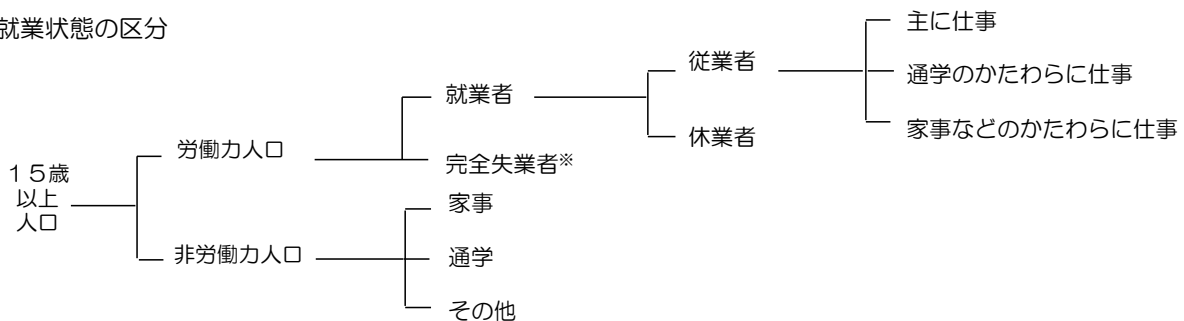 就業状態の区分
15歳
以上
人口
労働力人口
就業者
従業者
主に仕事
通学のかたわらに仕事
家事などのかたわらに仕事
休業者
完全失業者※
非労働力人口
家事
通学
その他